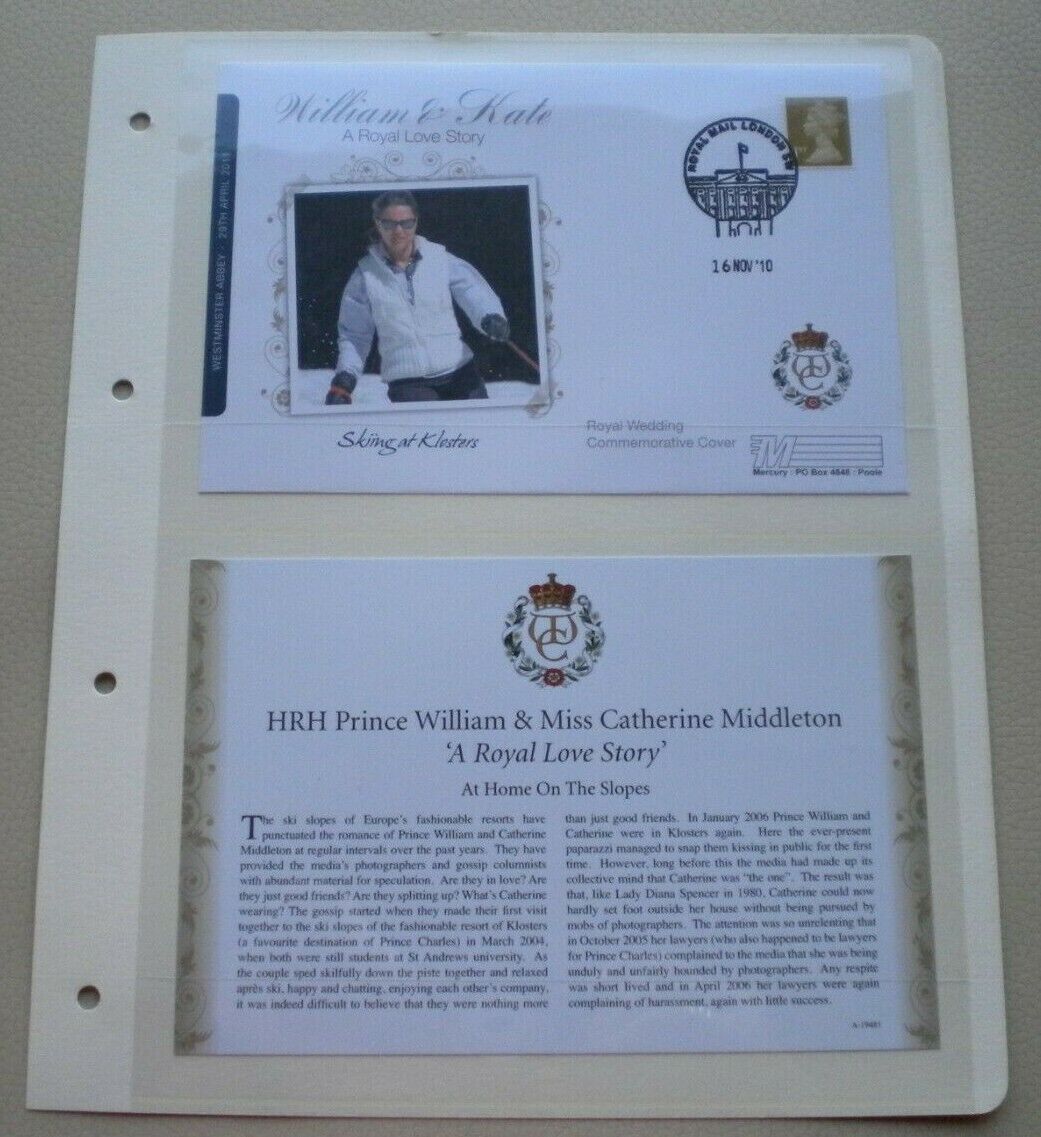 William & Kate
A Royal Love Story
WESTMINSTER ABBEY :: 29TH APRIL 2011
ROYAL MAIL LONDON SW
1ST
16 NOV '10
Skiing at Klosters
Royal Wedding
Commemorative Cover
M
Mercury · PO Box 4848 · Poole
HRH Prince William & Miss Catherine Middleton
'A Royal Love Story'
At Home On The Slopes
The ski slopes of Europe's fashionable resorts have
punctuated the romance of Prince William and Catherine
Middleton at regular intervals over the past years. They have
provided the media's photographers and gossip columnists
with abundant material for speculation. Are they in love? Are
they just good friends? Are they splitting up? What's Catherine
wearing? The gossip started when they made their first visit
together to the ski slopes of the fashionable resort of Klosters
(a favourite destination of Prince Charles) in March 2004,
when both were still students at St Andrews university. As
the couple sped skilfully down the piste together and relaxed
après ski, happy and chatting, enjoying each other's company,
it was indeed difficult to believe that they were nothing more
than just good friends. In January 2006 Prince William and
Catherine were in Klosters again. Here the ever-present
paparazzi managed to snap them kissing in public for the first
time. However, long before this the media had made up its
collective mind that Catherine was "the one". The result was
that, like Lady Diana Spencer in 1980, Catherine could now
hardly set foot outside her house without being pursued by
mobs of photographers. The attention was so unrelenting that
in October 2005 her lawyers (who also happened to be lawyers
for Prince Charles) complained to the media that she was being
unduly and unfairly hounded by photographers. Any respite
was short lived and in April 2006 her lawyers were again
complaining of harassment, again with little success.
A-19481